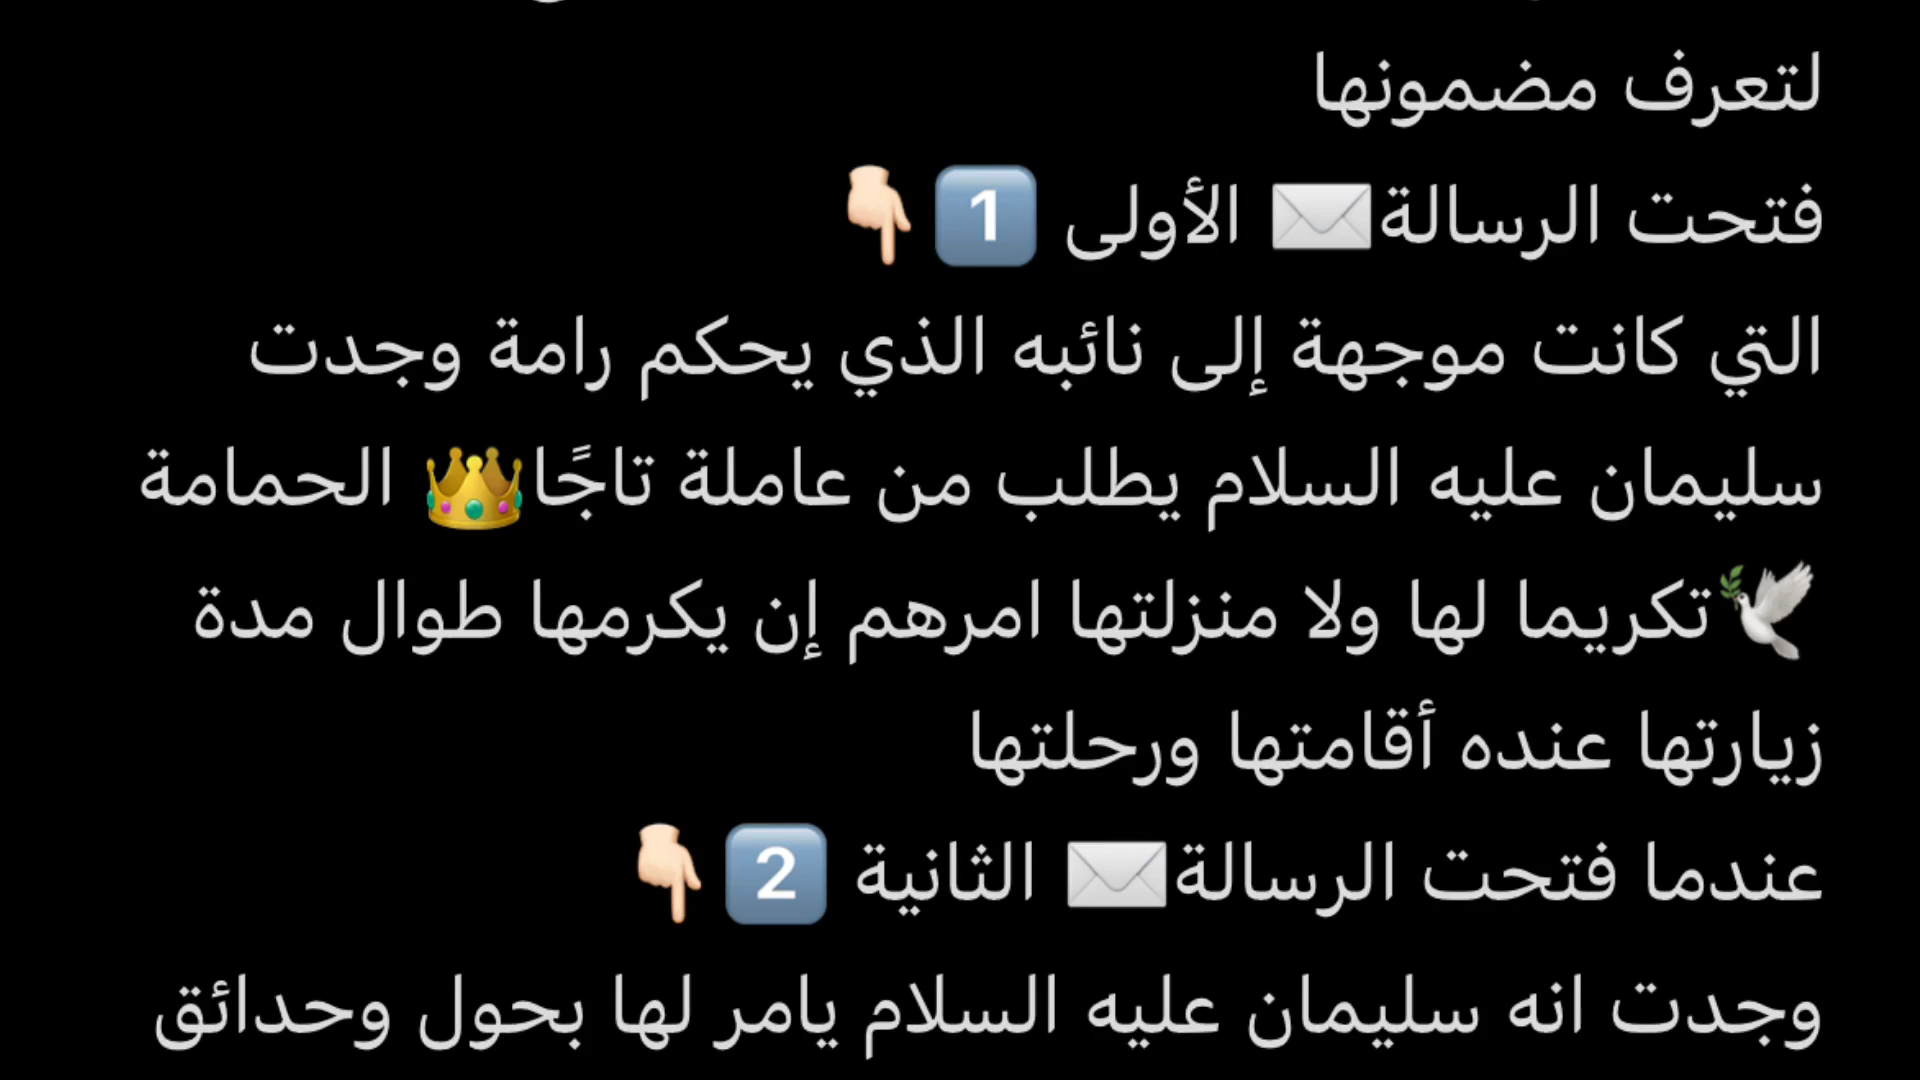 لتعرف مضمونها
فتحت الرسالة✉️ الأولى 1️⃣👇🏻
التي كانت موجهة إلى نائبه الذي يحكم رامة وجدت
سليمان عليه السلام يطلب من عاملة تاجًا👑 الحمامة
🕊️تكريما لها ولا منزلتها امرهم إن يكرمها طوال مدة
زيارتها عنده أقامتها ورحلتها
عندما فتحت الرسالة✉️ الثانية 2️⃣👇🏻
وجدت انه سليمان عليه السلام يامر لها بحول وحدائق